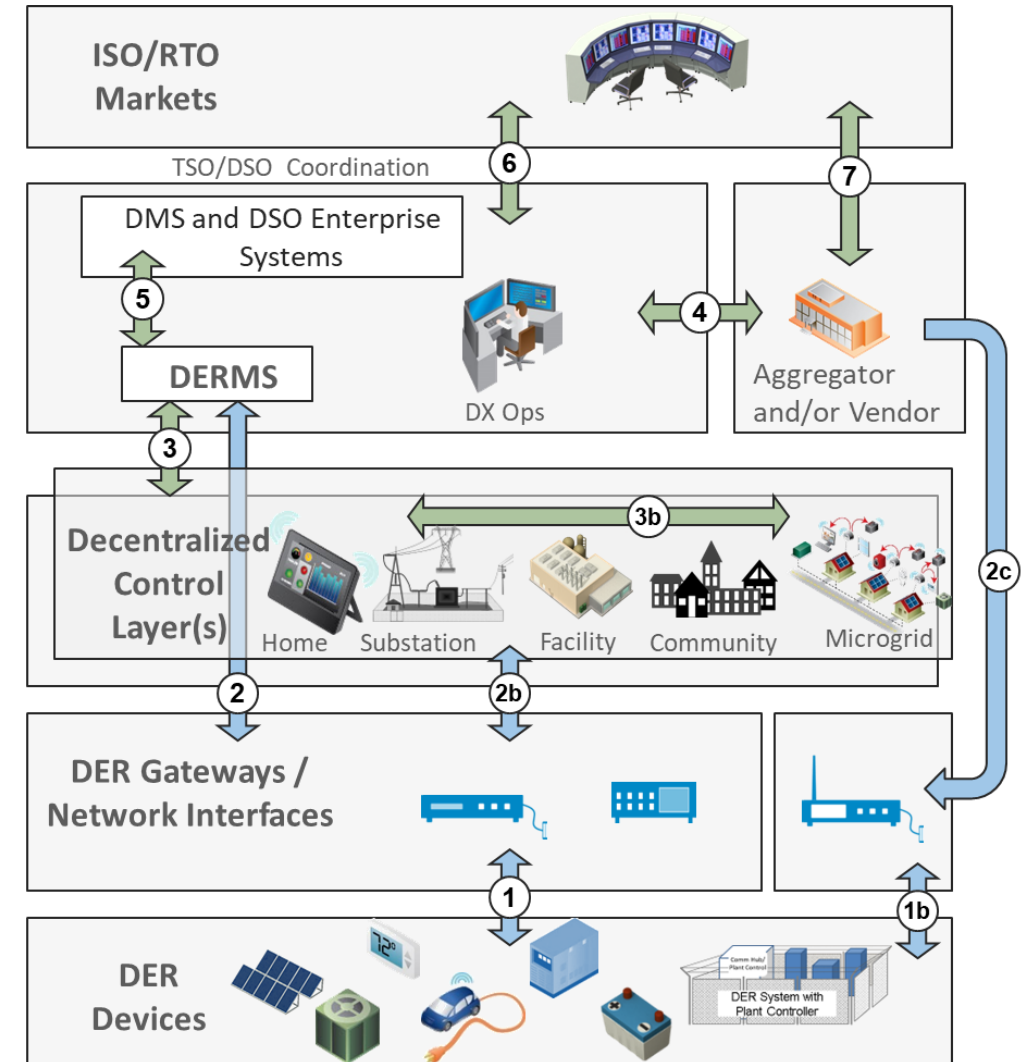 ISO/RTO
Markets
6
7
TSO/DSO Coordination
DMS and DSO Enterprise
Systems
5
4
DERMS
DX Ops
Aggregator
and/or Vendor
3
3b
Decentralized
Control
Layer(s)
Home
Substation
Facility
Community
Microgrid
2c
2
2b
DER Gateways /
Network Interfaces
1
1b
DER
Devices
72°
Comm Hub/
Plant Control
DER System with
Plant Controller